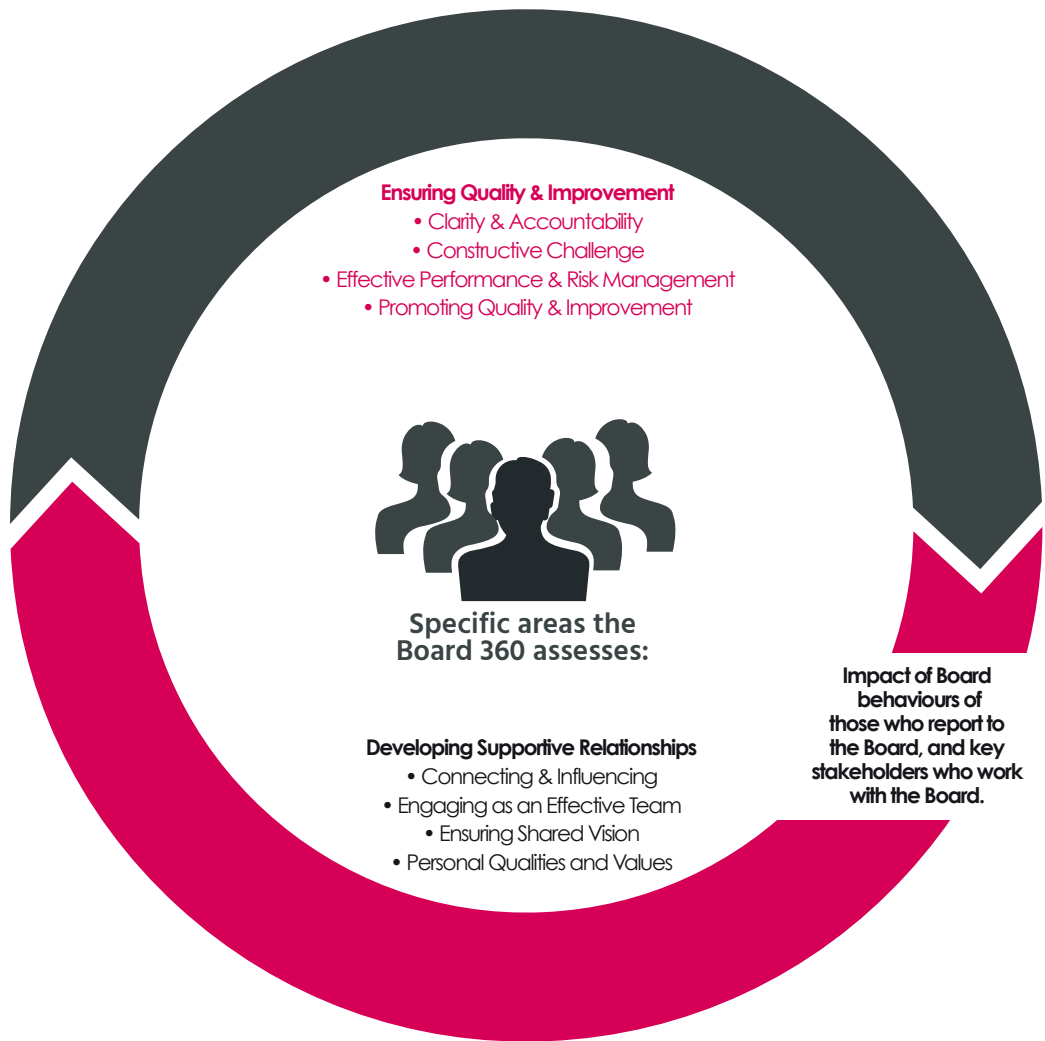 Ensuring Quality & Improvement
• Clarity & Accountability
• Constructive Challenge
• Effective Performance & Risk Management
• Promoting Quality & Improvement
Specific areas the
Board 360 assesses:
Impact of Board
behaviours of
those who report to
the Board, and key
stakeholders who work
with the Board.
Developing Supportive Relationships
• Connecting & Influencing
• Engaging as an Effective Team
• Ensuring Shared Vision
• Personal Qualities and Values